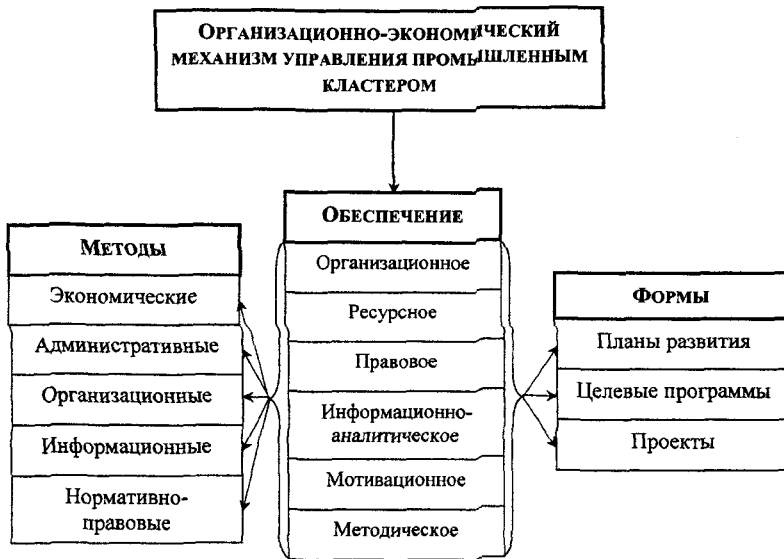 ОРГАНИЗАЦИОННО-ЭКОНОМИЧЕСКИЙ
МЕХАНИЗМ УПРАВЛЕНИЯ ПРОМЫШЛЕННЫМ
КЛАСТЕРОМ
МЕТОДЫ
Экономические
Административные
Организационные
Информационные
Нормативно-
правовые
ОБЕСПЕЧЕНИЕ
Организационное
Ресурсное
Правовое
Информационно-
аналитическое
Мотивационное
Методическое
ФОРМЫ
Планы развития
Целевые программы
Проекты